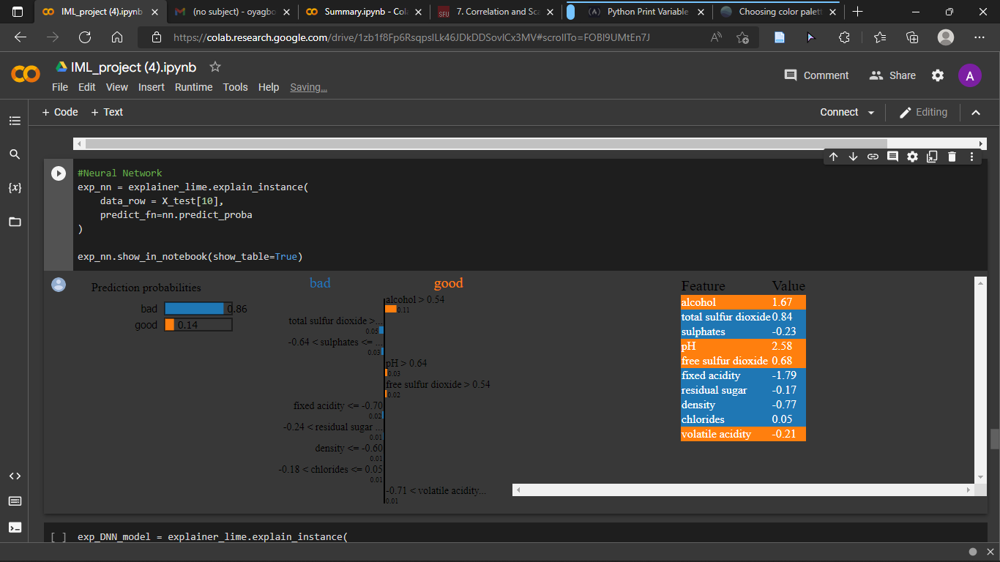 IML_project (4).ipynb
(no subject) - oyagbo
Summary.ipynb - Col
SFU
7. Correlation and Sca
Python Print Variable
Choosing color palett
https://colab.research.google.com/drive/1zb1f8Fp6RsqpsILk46JDkDDSovICx3MV#scrollTo=FOBI9UMtEn7J
IML_project (4).ipynb
File Edit View Insert Runtime Tools Help Saving...
Comment
Share
A
+ Code + Text
Connect
Editing
{x}
#Neural Network
exp_nn = explainer_lime.explain_instance(
data_row = X_test[10],
predict_fn=nn.predict_proba
)
exp_nn.show_in_notebook(show_table=True)
Prediction probabilities
bad 0.86
good 0.14
bad good
alcohol > 0.54
0.11
total sulfur dioxide >...
0.05
-0.64 < sulphates <= ...
0.03
pH > 0.64
0.03
free sulfur dioxide > 0.54
0.02
fixed acidity <= -0.70
0.02
-0.24 < residual sugar ...
0.01
density <= -0.60
0.01
-0.18 < chlorides <= 0.05
0.01
-0.71 < volatile acidity...
0.01
Feature Value
alcohol 1.67
total sulfur dioxide 0.84
sulphates -0.23
pH 2.58
free sulfur dioxide 0.68
fixed acidity -1.79
residual sugar -0.17
density -0.77
chlorides 0.05
volatile acidity -0.21
[ ] exp_DNN_model = explainer_lime.explain_instance(